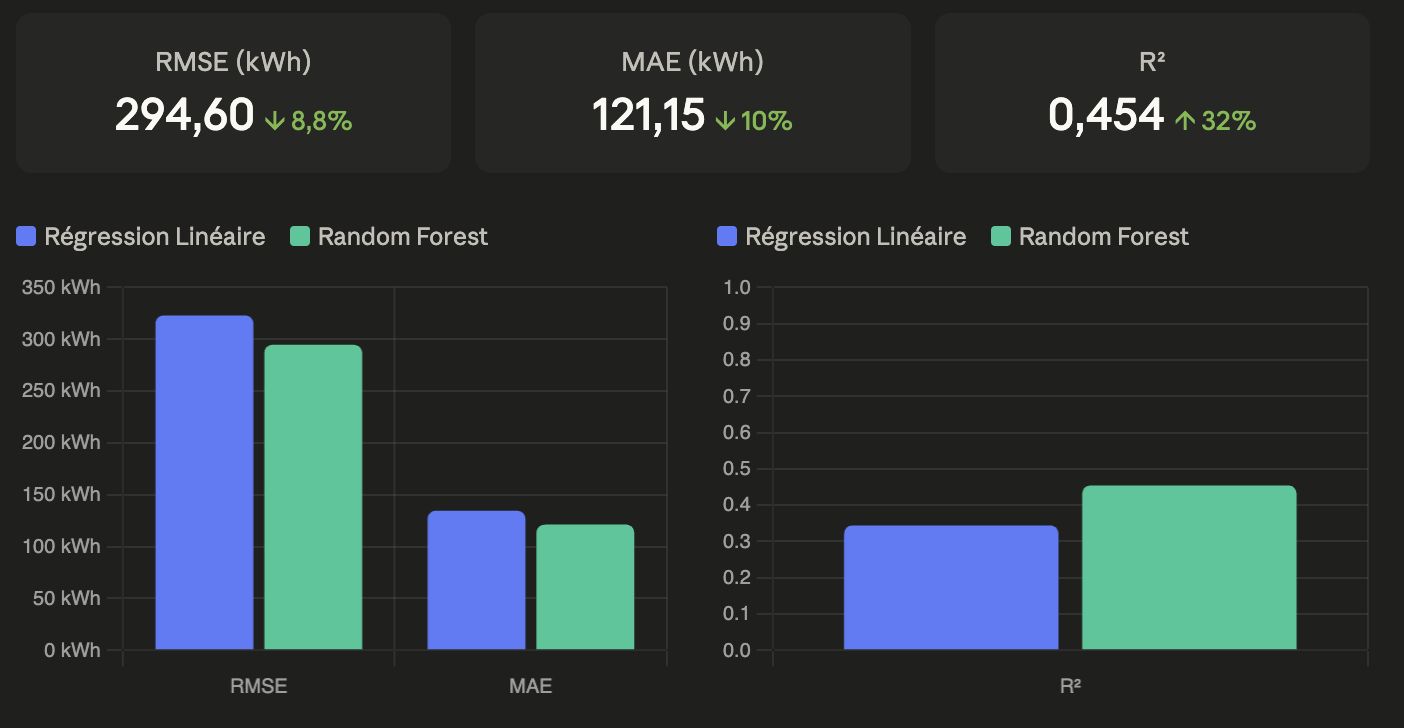 RMSE (kWh)
294,60 ↓ 8,8%
MAE (kWh)
121,15 ↓ 10%
R²
0,454 ↑ 32%
Régression Linéaire Random Forest
350 kWh
300 kWh
250 kWh
200 kWh
150 kWh
100 kWh
50 kWh
0 kWh
RMSE MAE
Régression Linéaire Random Forest
1.0
0.9
0.8
0.7
0.6
0.5
0.4
0.3
0.2
0.1
0.0
R²